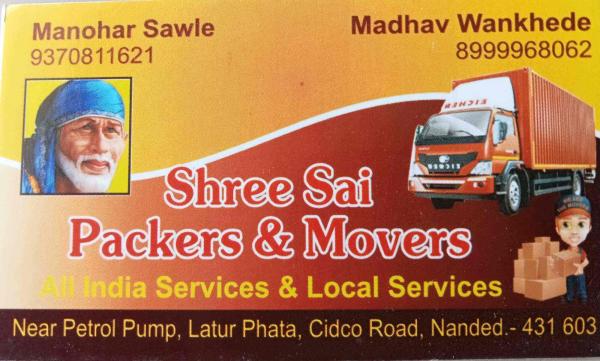 Manohar Sawle
9370811621
Madhav Wankhede
8999968062
Shree Sai
Packers & Movers
All India Services & Local Services
Near Petrol Pump, Latur Phata, Cidco Road, Nanded.- 431 603